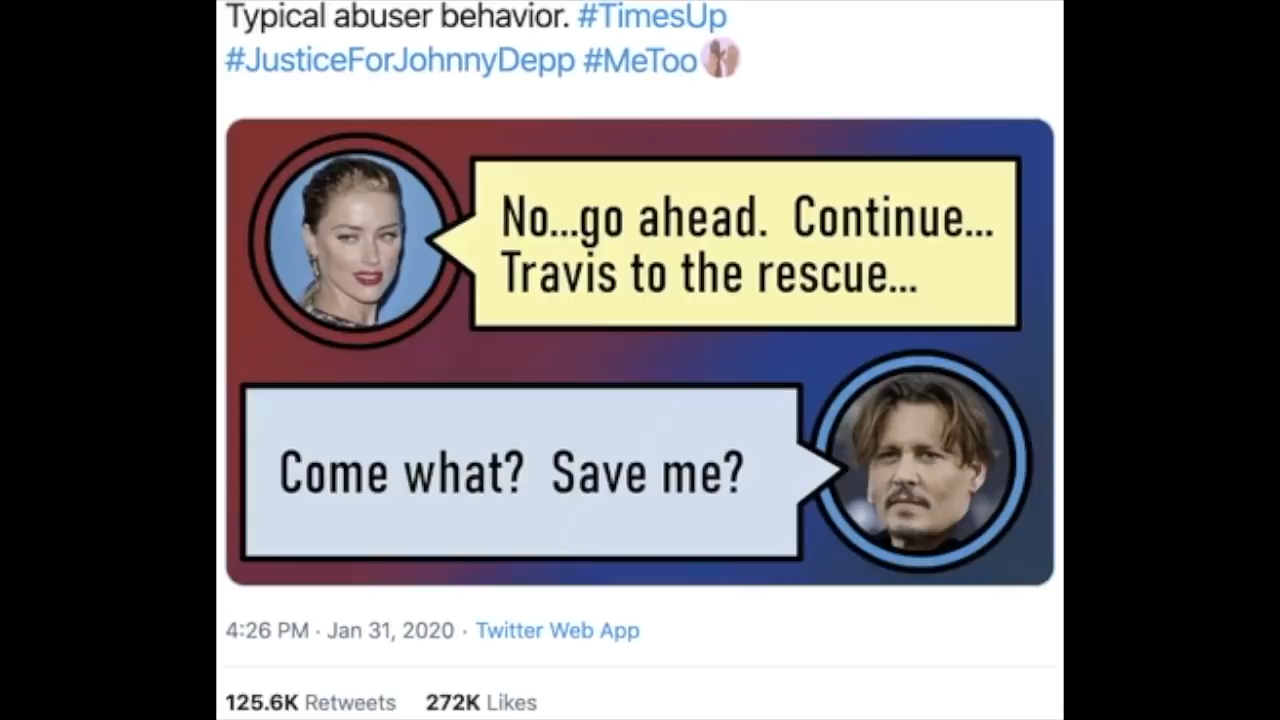 Typical abuser behavior. #TimesUp
#JusticeForJohnnyDepp #MeToo
No...go ahead.  Continue...
Travis to the rescue...
Come what?  Save me?
4:26 PM · Jan 31, 2020 · Twitter Web App
125.6K Retweets   272K Likes